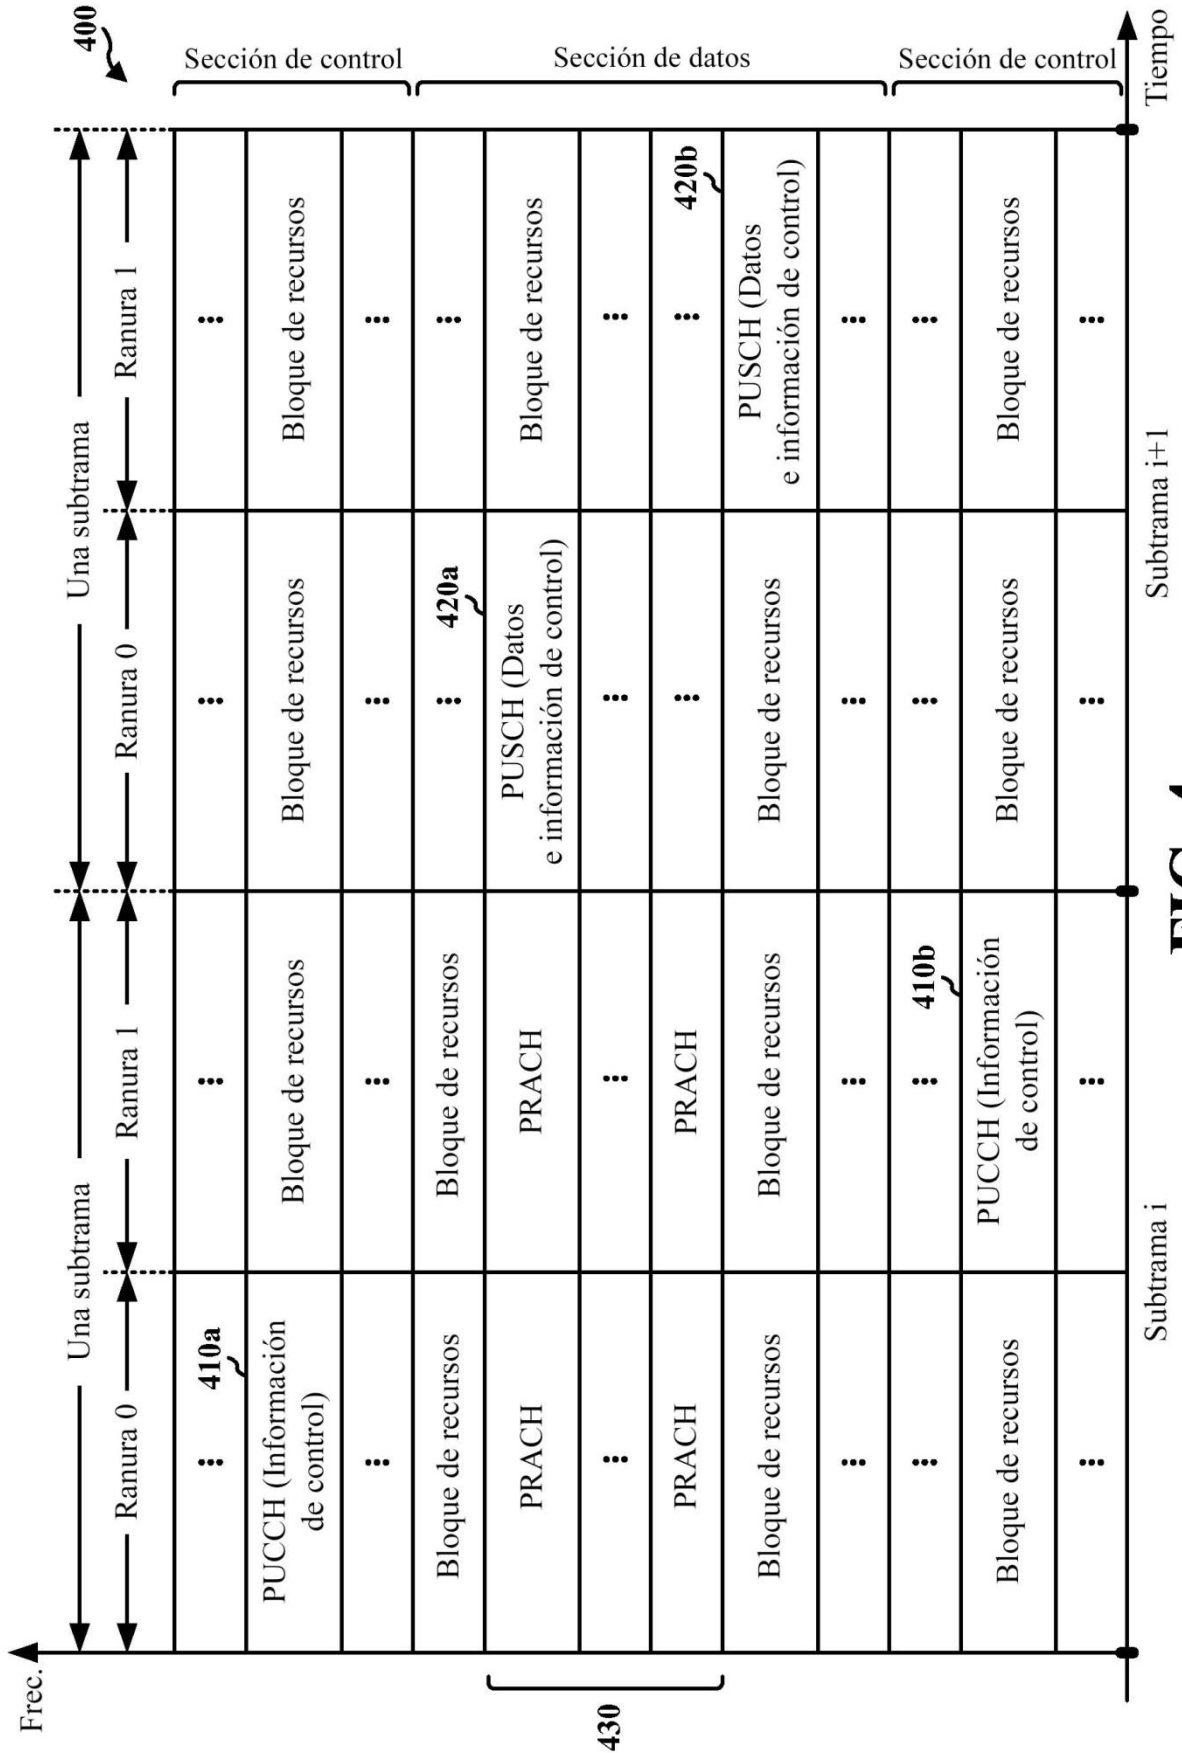 400
Frec.
Una subtrama
Una subtrama
Ranura 0
Ranura 1
Ranura 0
Ranura 1
410a
PUCCH (Información
de control)
Bloque de recursos
Bloque de recursos
Bloque de recursos
Sección de control
Bloque de recursos
Bloque de recursos
420a
430
PRACH
PRACH
PUSCH (Datos
e información de control)
Bloque de recursos
Sección de datos
PRACH
PRACH
420b
Bloque de recursos
Bloque de recursos
Bloque de recursos
PUSCH (Datos
e información de control)
410b
Bloque de recursos
PUCCH (Información
de control)
Bloque de recursos
Bloque de recursos
Sección de control
Subtrama i
Subtrama i+1
Tiempo
FIG. 4